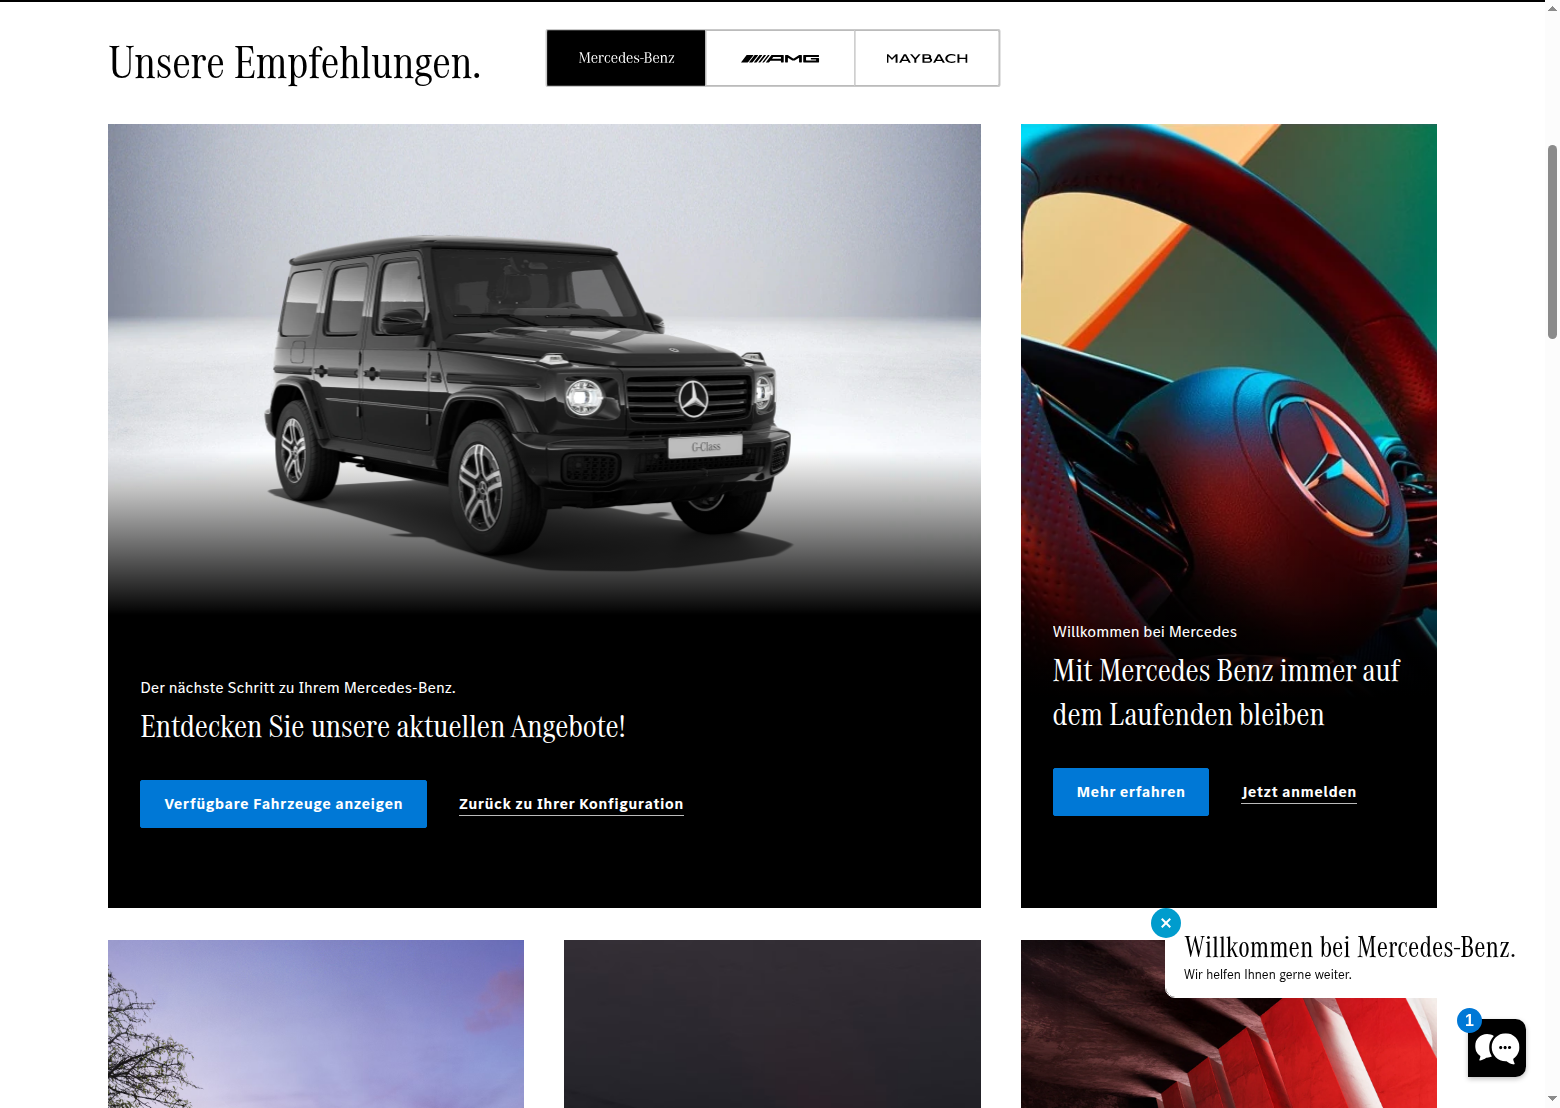 Unsere Empfehlungen.
Mercedes-Benz
AMG
MAYBACH
G-Class
Der nächste Schritt zu Ihrem Mercedes-Benz.
Entdecken Sie unsere aktuellen Angebote!
Verfügbare Fahrzeuge anzeigen
Zurück zu Ihrer Konfiguration
Willkommen bei Mercedes
Mit Mercedes Benz immer auf
dem Laufenden bleiben
Mehr erfahren
Jetzt anmelden
Willkommen bei Mercedes-Benz.
Wir helfen Ihnen gerne weiter.
1